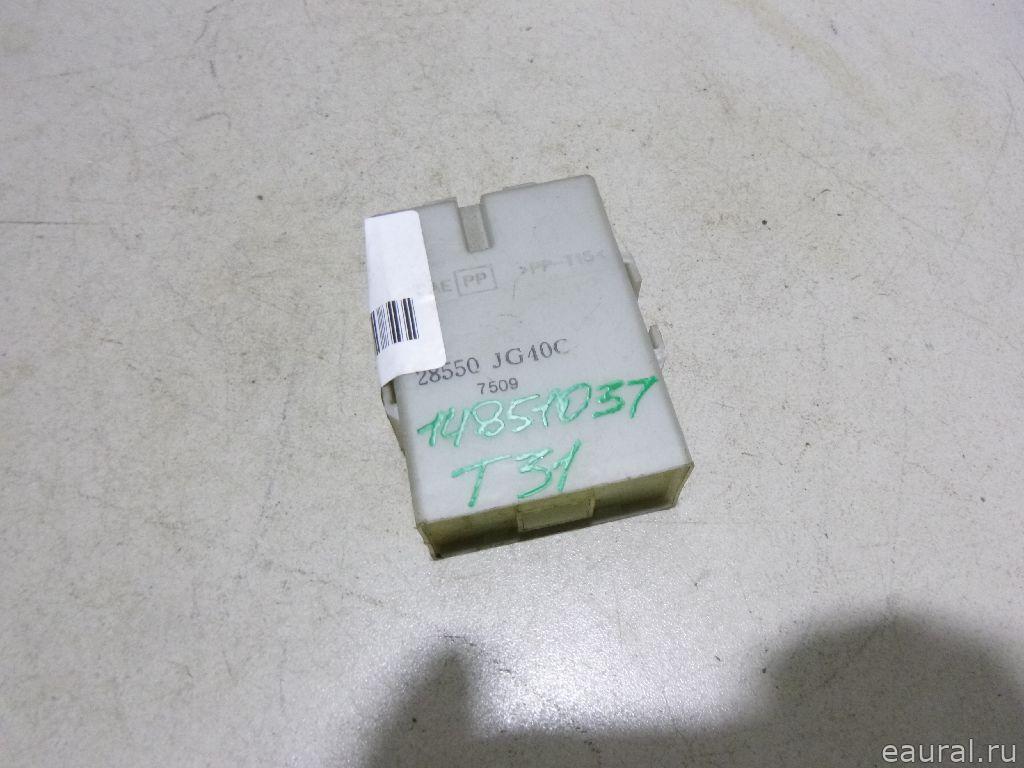 PP >PP-T15<
28550 JG40C
7509
14851037
T31
eaural.ru